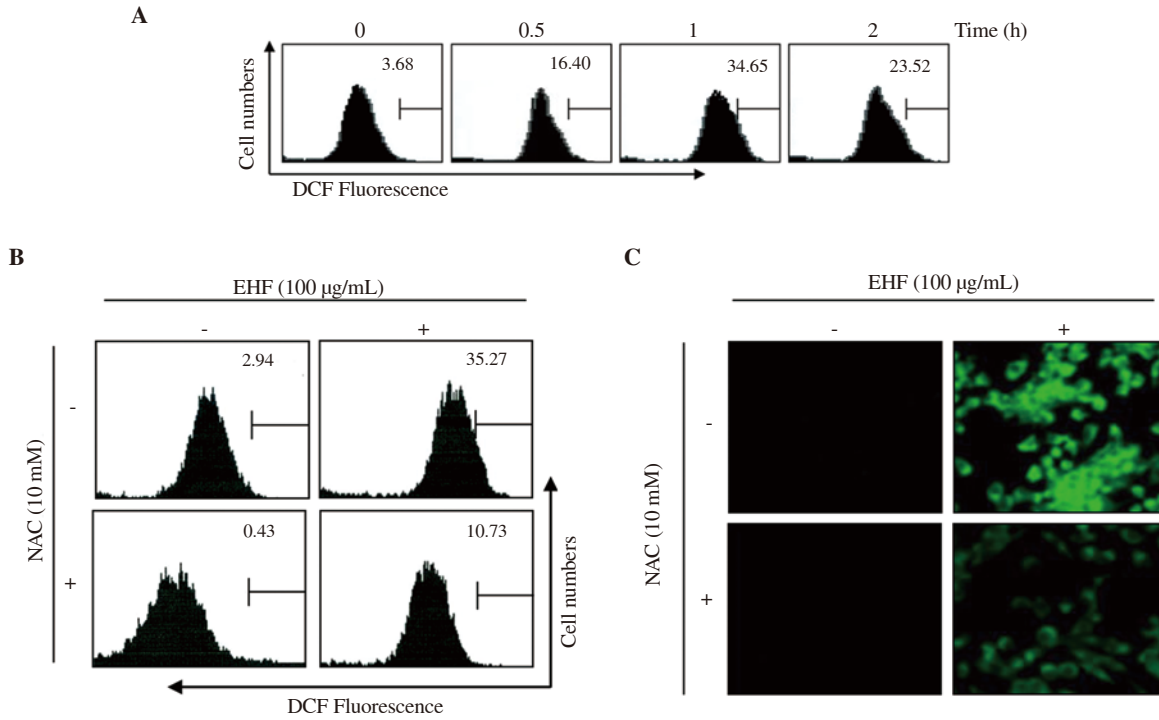 A
0 0.5 1 2 Time (h)
Cell numbers
3.68 16.40 34.65 23.52
DCF Fluorescence
B
EHF (100 µg/mL)
- +
NAC (10 mM)
-
2.94 35.27
+
0.43 10.73
Cell numbers
DCF Fluorescence
C
EHF (100 µg/mL)
- +
NAC (10 mM)
-
+